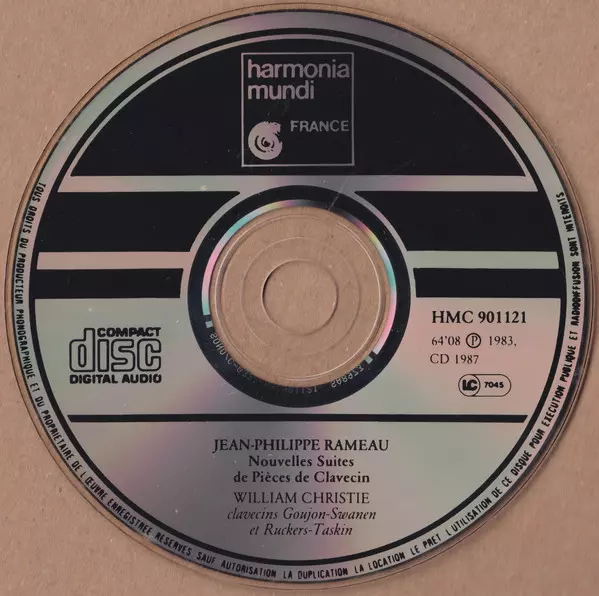 harmonia
mundi
FRANCE
HMC 901121
64'08 Ⓟ 1983,
CD 1987
LC 7045
COMPACT
disc
DIGITAL AUDIO
JEAN-PHILIPPE RAMEAU
Nouvelles Suites
de Pièces de Clavecin
WILLIAM CHRISTIE
clavecins Goujon-Swanen
et Ruckers-Taskin
TOUS DROITS DU PRODUCTEUR PHONOGRAPHIQUE ET DU PROPRIETAIRE DE L'ŒUVRE ENREGISTREE RESERVES SAUF AUTORISATION LA DUPLICATION LA LOCATION LE PRET L'UTILISATION DE CE DISQUE POUR EXECUTION PUBLIQUE ET RADIODIFFUSION SONT INTERDITS